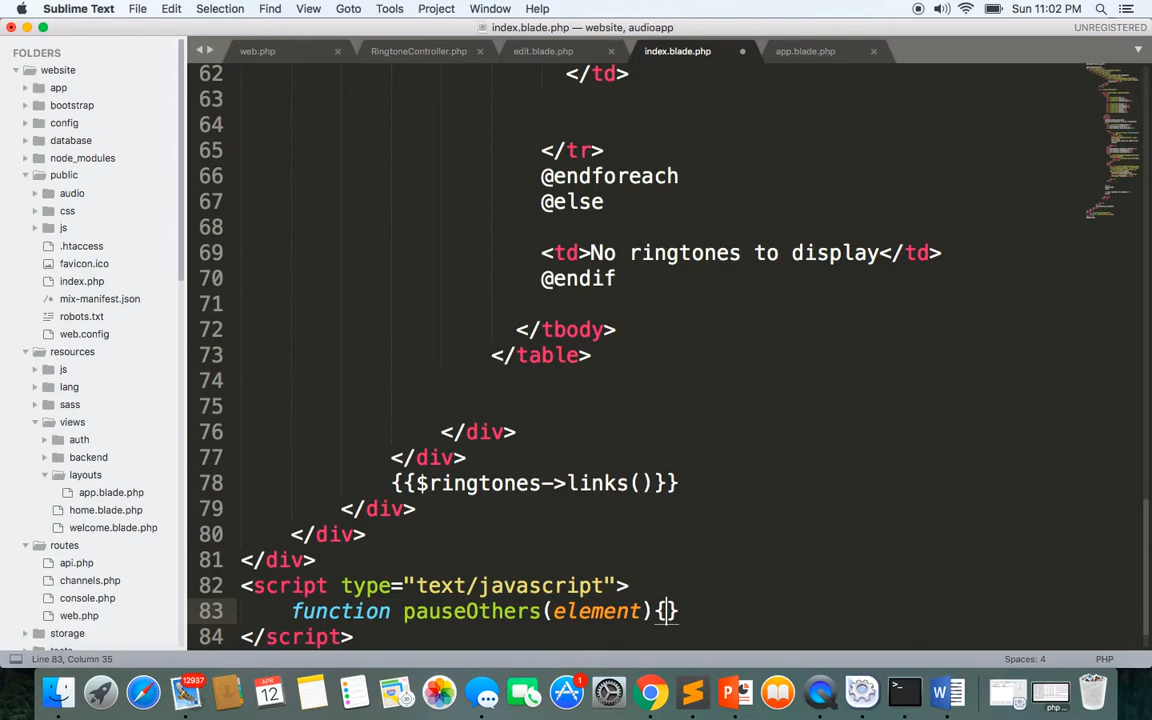 Sublime Text File Edit Selection Find View Goto Tools Project Window Help Sun 11:02 PM
index.blade.php — website, audioapp UNREGISTERED
FOLDERS
website
app
bootstrap
config
database
node_modules
public
audio
css
js
.htaccess
favicon.ico
index.php
/* mix-manifest.json
robots.txt
web.config
resources
js
lang
sass
views
auth
backend
layouts
app.blade.php
home.blade.php
welcome.blade.php
routes
api.php
channels.php
console.php
web.php
storage
web.php RingtoneController.php edit.blade.php index.blade.php app.blade.php
62 </td>
63
64
65 </tr>
66 @endforeach
67 @else
68
69 <td>No ringtones to display</td>
70 @endif
71
72 </tbody>
73 </table>
74
75
76 </div>
77 </div>
78 {{$ringtones->links()}}
79 </div>
80 </div>
81 </div>
82 <script type="text/javascript">
83 function pauseOthers(element){}
84 </script>
Line 83, Column 35 Spaces: 4 PHP
12937
APR
12
1
php